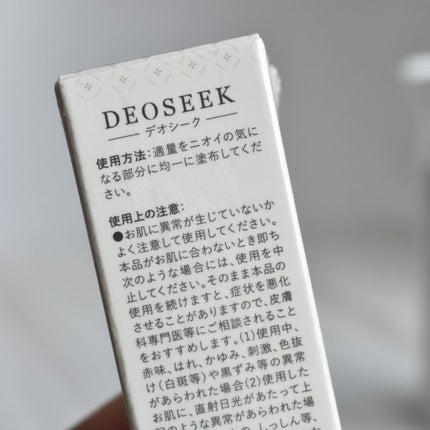 DEOSEEK
デオシーク
使用方法：適量をニオイの気に
なる部分に均一に塗布してくだ
さい。
使用上の注意：
●お肌に異常が生じていないか
よく注意して使用してください。
本品がお肌に合わないとき即ち
次のような場合には、使用を中
止してください。そのまま本品の
使用を続けますと、症状を悪化
させることがありますので、皮膚
科専門医等にご相談されること
をおすすめします。(1)使用中、
赤味、はれ、かゆみ、刺激、色抜
け(白斑等)や黒ずみ等の異常
があらわれた場合(2)使用した
お肌に、直射日光があたって上
記のような異常があらわれた場
しっしん等、